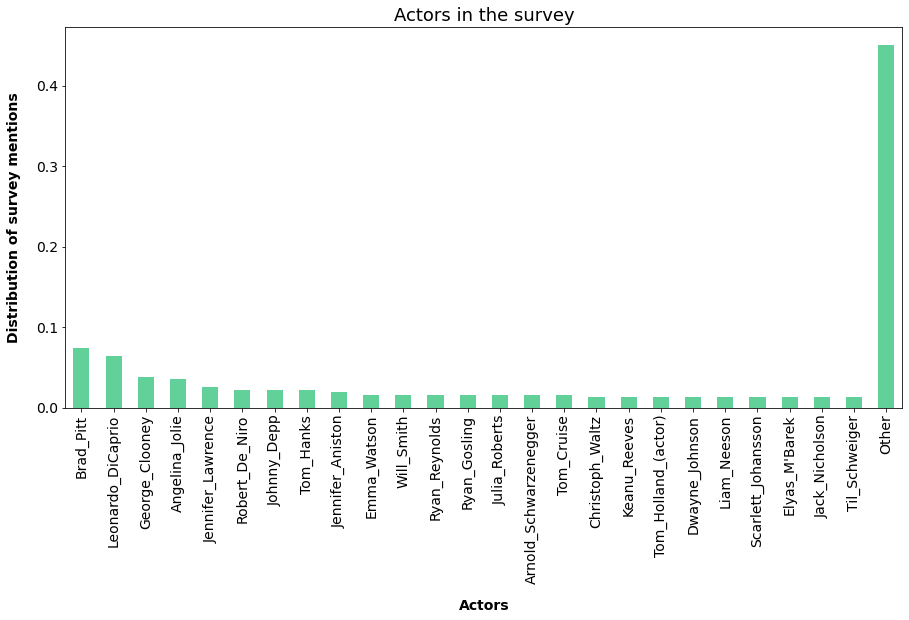 Actors in the survey
Distribution of survey mentions
0.4
0.3
0.2
0.1
0.0
Brad_Pitt
Leonardo_DiCaprio
George_Clooney
Angelina_Jolie
Jennifer_Lawrence
Robert_De_Niro
Johnny_Depp
Tom_Hanks
Jennifer_Aniston
Emma_Watson
Will_Smith
Ryan_Reynolds
Ryan_Gosling
Julia_Roberts
Arnold_Schwarzenegger
Tom_Cruise
Christoph_Waltz
Keanu_Reeves
Tom_Holland_(actor)
Dwayne_Johnson
Liam_Neeson
Scarlett_Johansson
Elyas_M'Barek
Jack_Nicholson
Til_Schweiger
Other
Actors